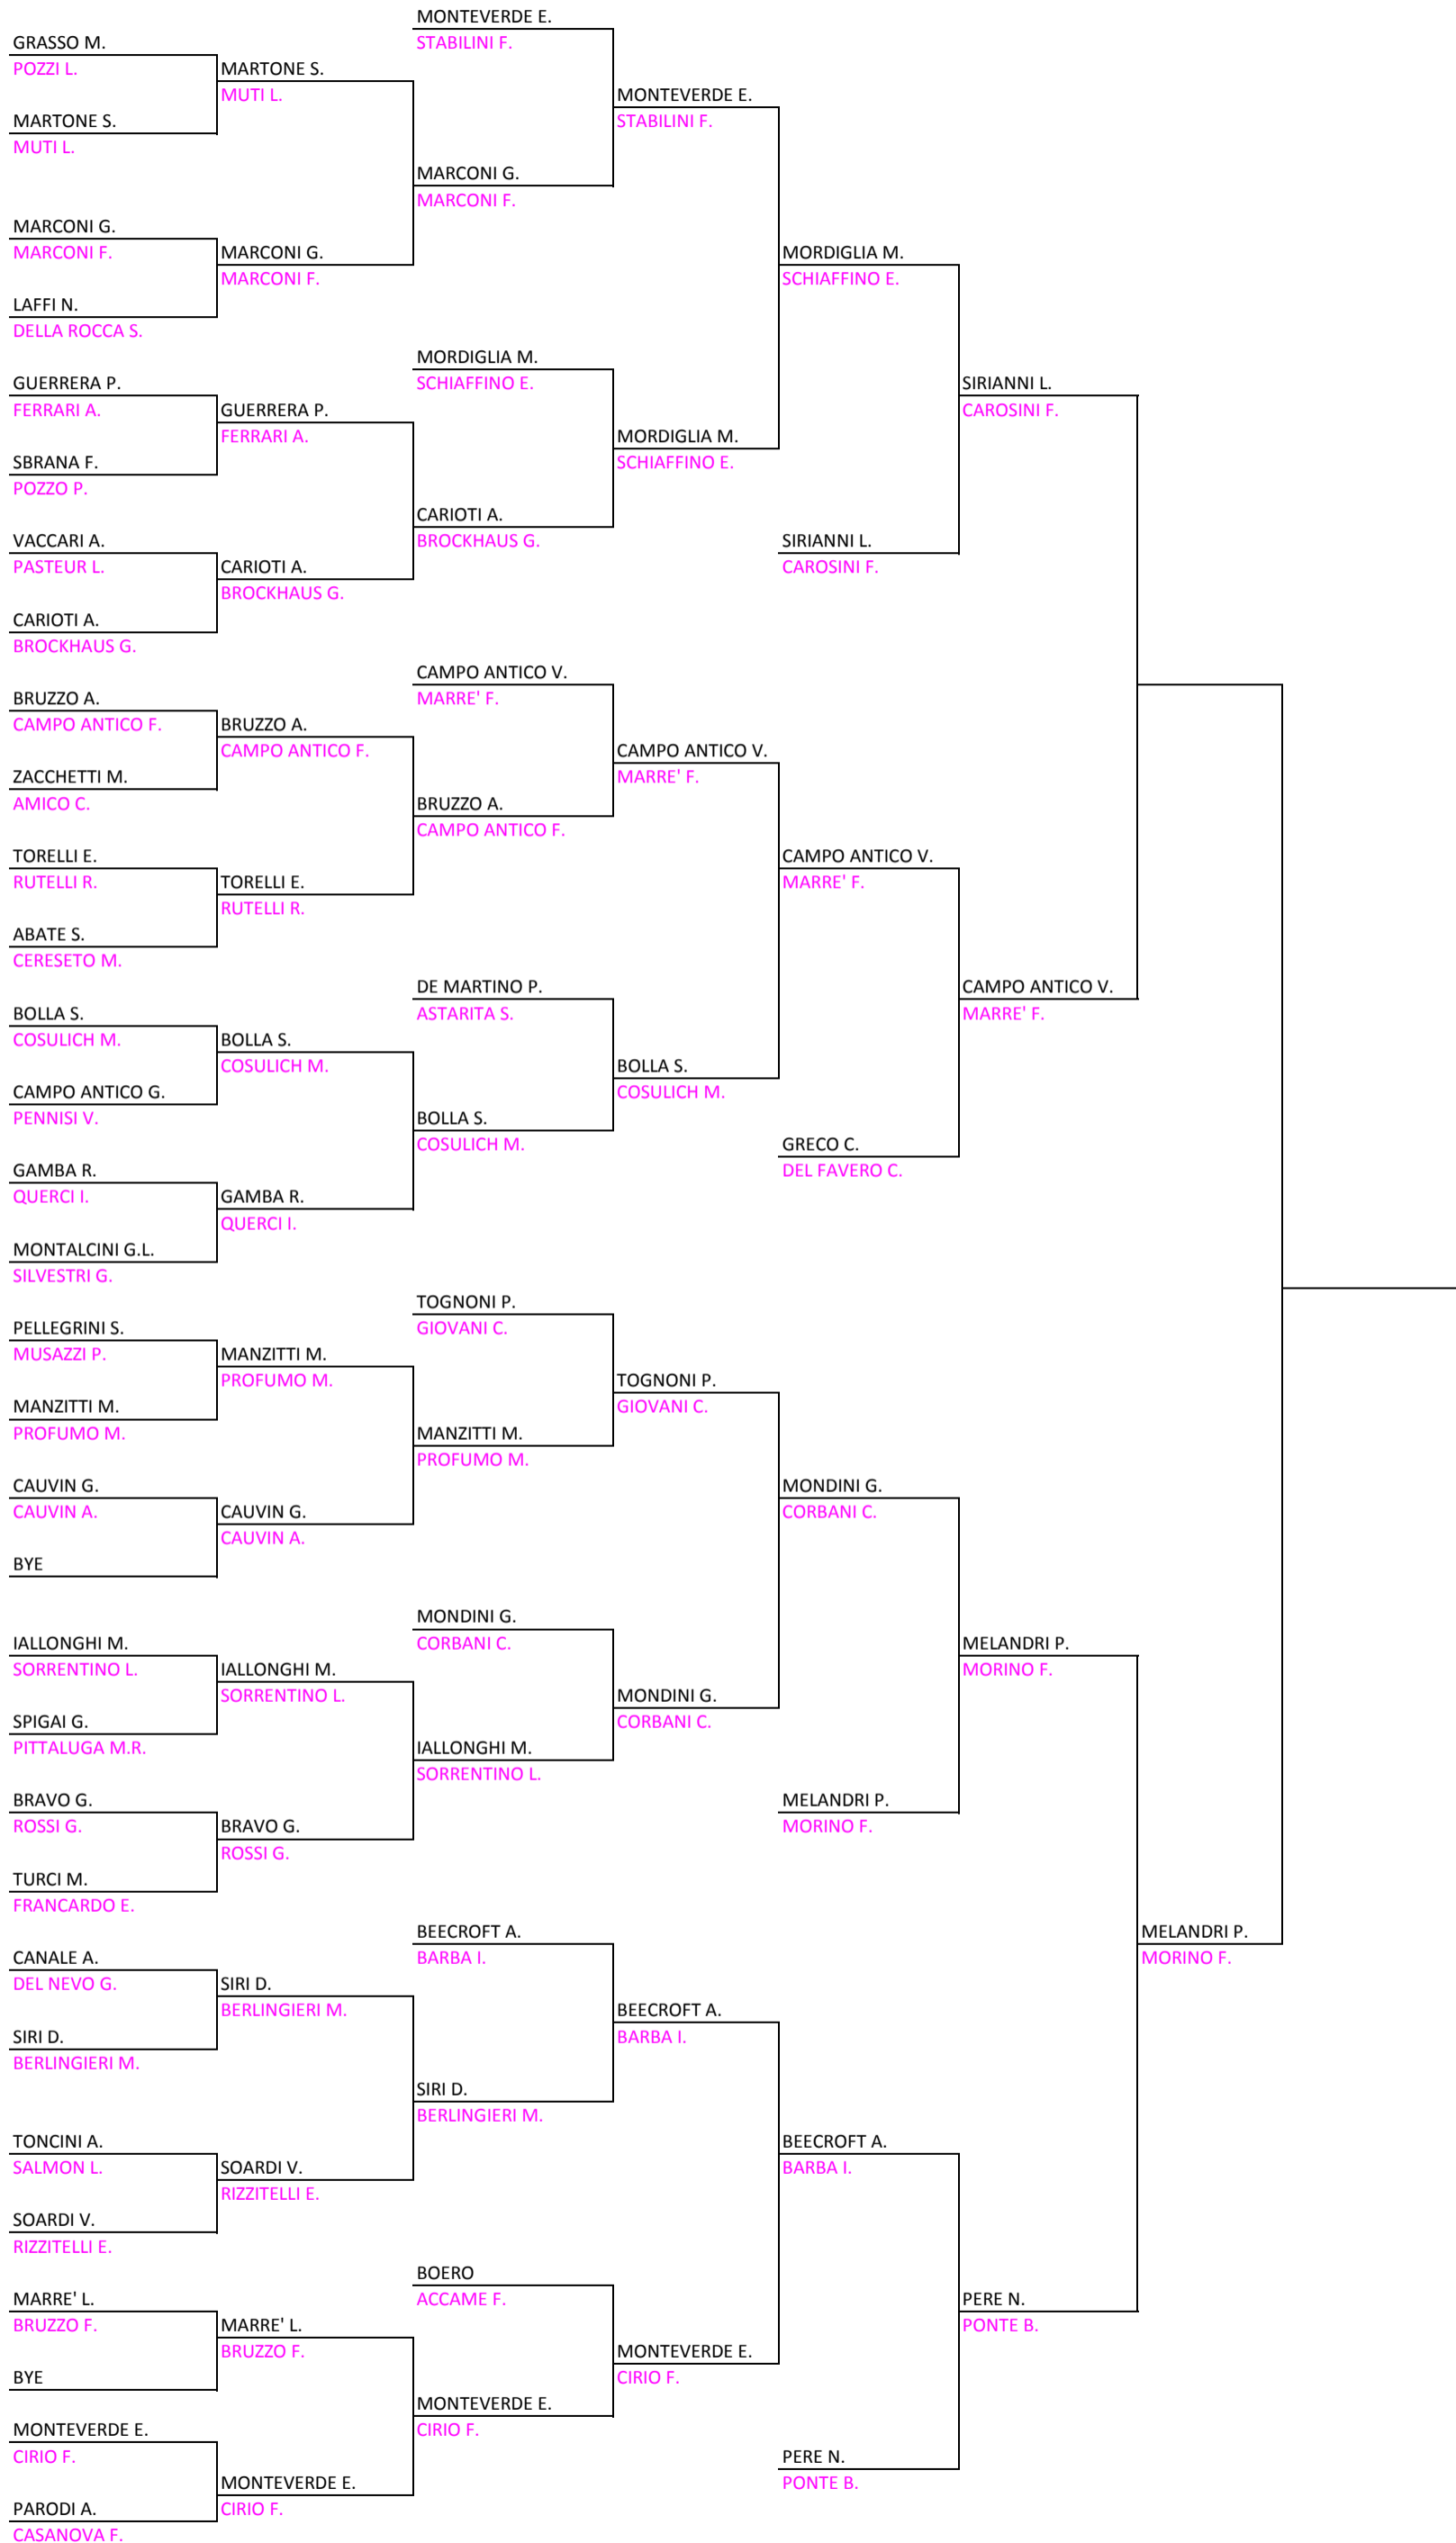 MONTEVERDE E.
GRASSO M.
STABILINI F.
POZZI L.
MARTONE S.
MUTI L.
MONTEVERDE E.
MARTONE S.
STABILINI F.
MUTI L.
MARCONI G.
MARCONI F.
MARCONI G.
MARCONI F.
MARCONI G.
MORDIGLIA M.
MARCONI F.
SCHIAFFINO E.
LAFFI N.
DELLA ROCCA S.
MORDIGLIA M.
GUERRERA P.
SCHIAFFINO E.
SIRIANNI L.
FERRARI A.
GUERRERA P.
CAROSINI F.
FERRARI A.
MORDIGLIA M.
SBRANA F.
SCHIAFFINO E.
POZZO P.
CARIOTI A.
VACCARI A.
BROCKHAUS G.
SIRIANNI L.
PASTEUR L.
CARIOTI A.
CAROSINI F.
BROCKHAUS G.
CARIOTI A.
BROCKHAUS G.
CAMPO ANTICO V.
BRUZZO A.
MARRE' F.
CAMPO ANTICO F.
BRUZZO A.
CAMPO ANTICO F.
CAMPO ANTICO V.
ZACCHETTI M.
MARRE' F.
AMICO C.
BRUZZO A.
CAMPO ANTICO F.
TORELLI E.
CAMPO ANTICO V.
RUTELLI R.
TORELLI E.
MARRE' F.
RUTELLI R.
ABATE S.
CERESETO M.
DE MARTINO P.
CAMPO ANTICO V.
BOLLA S.
ASTARITA S.
MARRE' F.
COSULICH M.
BOLLA S.
COSULICH M.
BOLLA S.
CAMPO ANTICO G.
COSULICH M.
PENNISI V.
BOLLA S.
COSULICH M.
GRECO C.
GAMBA R.
DEL FAVERO C.
QUERCI I.
GAMBA R.
QUERCI I.
MONTALCINI G.L.
SILVESTRI G.
TOGNONI P.
PELLEGRINI S.
GIOVANI C.
MUSAZZI P.
MANZITTI M.
PROFUMO M.
TOGNONI P.
MANZITTI M.
GIOVANI C.
PROFUMO M.
MANZITTI M.
PROFUMO M.
CAUVIN G.
MONDINI G.
CAUVIN A.
CAUVIN G.
CORBANI C.
CAUVIN A.
BYE
MONDINI G.
IALLONGHI M.
CORBANI C.
MELANDRI P.
SORRENTINO L.
IALLONGHI M.
MORINO F.
SORRENTINO L.
MONDINI G.
SPIGAI G.
CORBANI C.
PITTALUGA M.R.
IALLONGHI M.
SORRENTINO L.
BRAVO G.
MELANDRI P.
ROSSI G.
BRAVO G.
MORINO F.
ROSSI G.
TURCI M.
FRANCARDO E.
BEECROFT A.
MELANDRI P.
CANALE A.
BARBA I.
MORINO F.
DEL NEVO G.
SIRI D.
BERLINGIERI M.
BEECROFT A.
SIRI D.
BARBA I.
BERLINGIERI M.
SIRI D.
BERLINGIERI M.
TONCINI A.
BEECROFT A.
SALMON L.
SOARDI V.
BARBA I.
RIZZITELLI E.
SOARDI V.
RIZZITELLI E.
BOERO
MARRE' L.
ACCAME F.
PERE N.
BRUZZO F.
MARRE' L.
PONTE B.
BRUZZO F.
MONTEVERDE E.
BYE
CIRIO F.
MONTEVERDE E.
MONTEVERDE E.
CIRIO F.
CIRIO F.
PERE N.
MONTEVERDE E.
PONTE B.
PARODI A.
CIRIO F.
CASANOVA F.